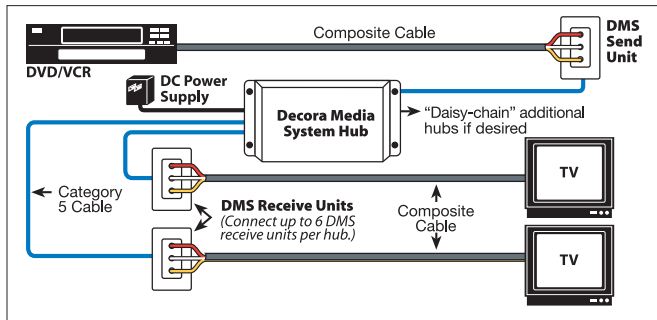 Composite Cable
DMS
Send
Unit
DVD/VCR
DC Power
Supply
Decora Media
System Hub
“Daisy-chain” additional
hubs if desired
TV
Category
5 Cable
DMS Receive Units
(Connect up to 6 DMS
receive units per hub.)
Composite
Cable
TV